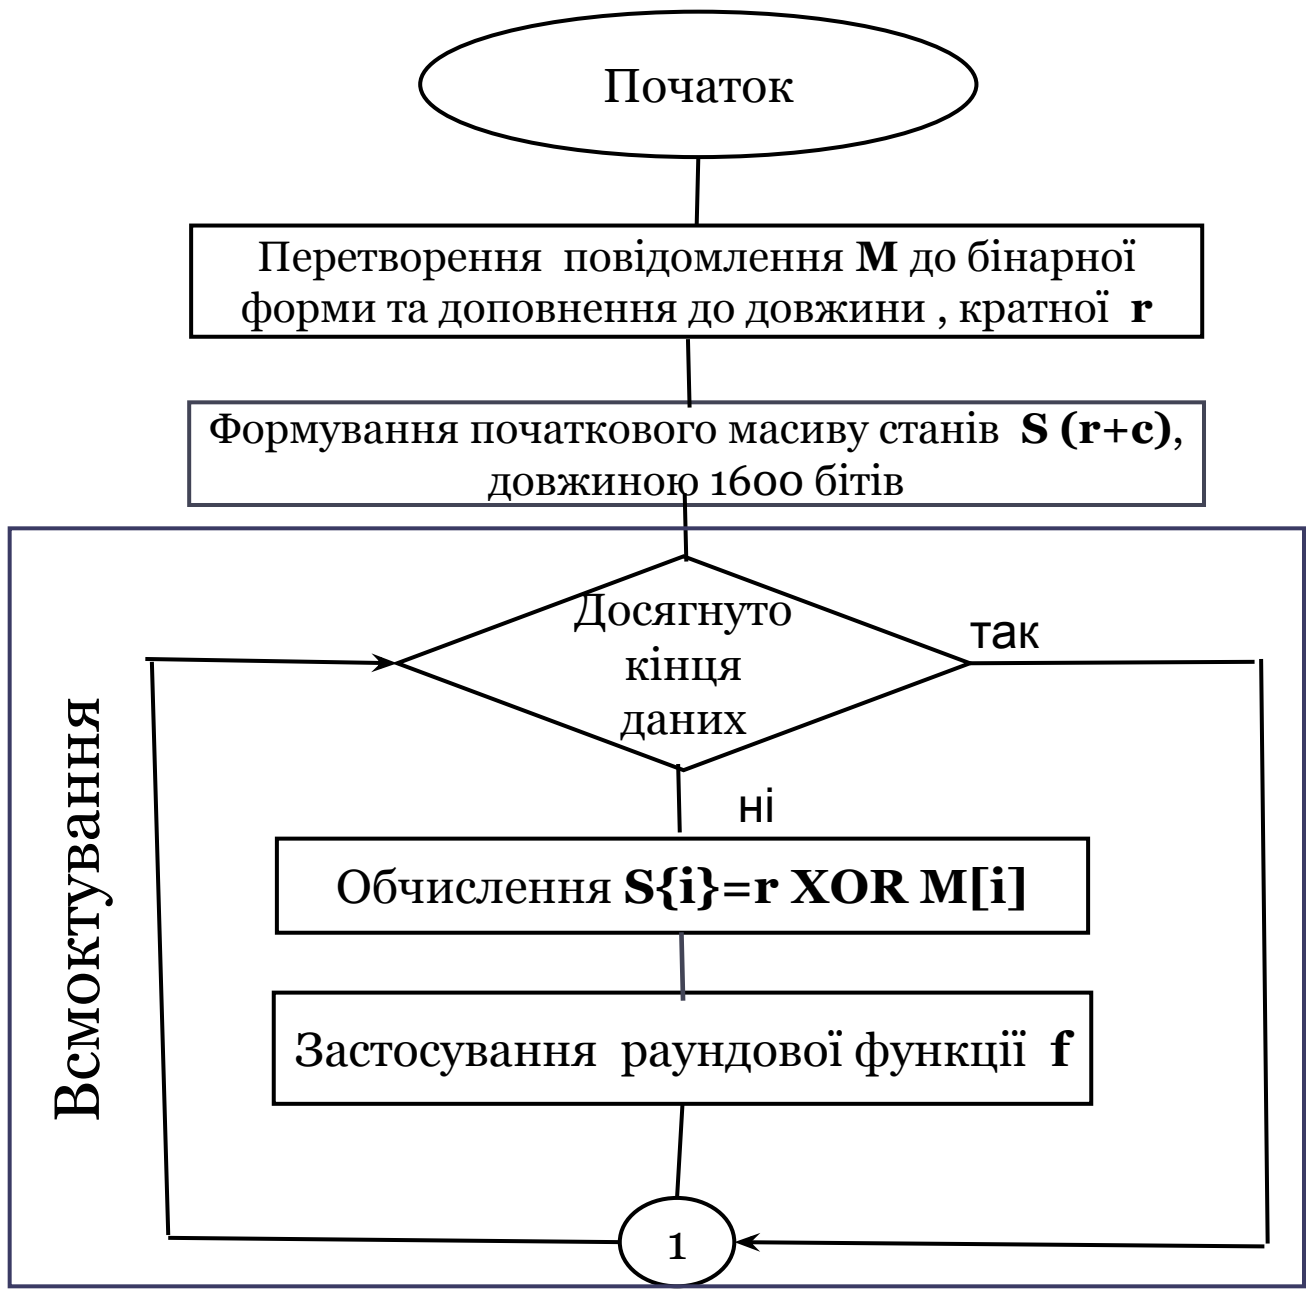 Початок
Перетворення повідомлення M до бінарної
форми та доповнення до довжини , кратної r
Формування початкового масиву станів S (r+c),
довжиною 1600 бітів
Досягнуто
кінця
даних
так
ні
Всмоктування
Обчислення S{i}=r XOR M[i]
Застосування раундової функції f
1